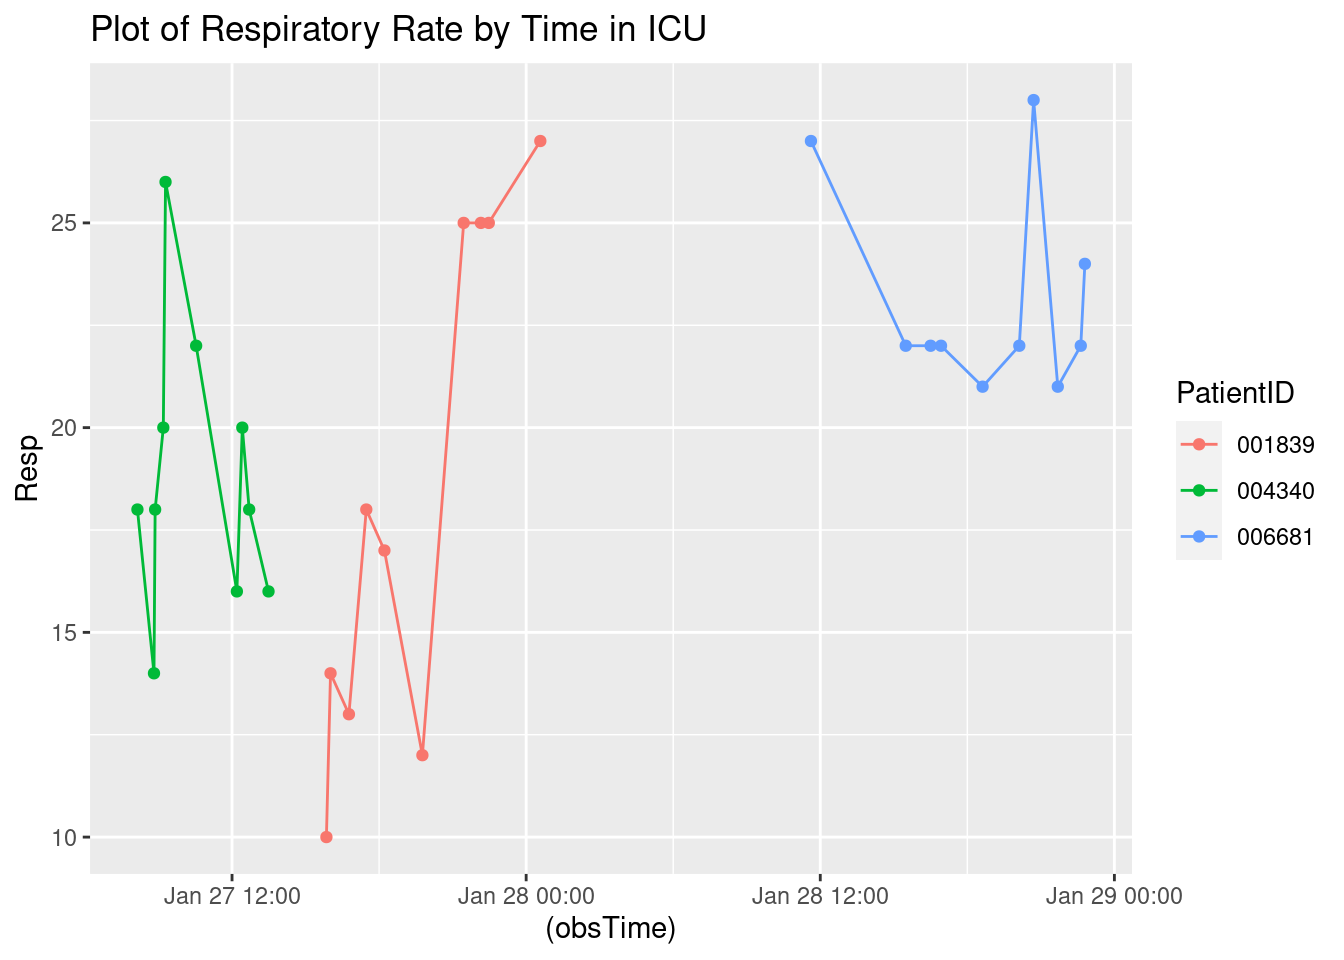 Plot of Respiratory Rate by Time in ICU
25
20
15
10
Resp
Jan 27 12:00
Jan 28 00:00
Jan 28 12:00
Jan 29 00:00
(obsTime)
PatientID
001839
004340
006681